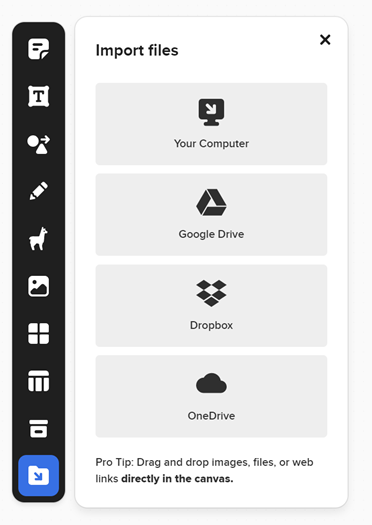 Import files
Your Computer
Google Drive
Dropbox
OneDrive
Pro Tip: Drag and drop images, files, or web
links directly in the canvas.